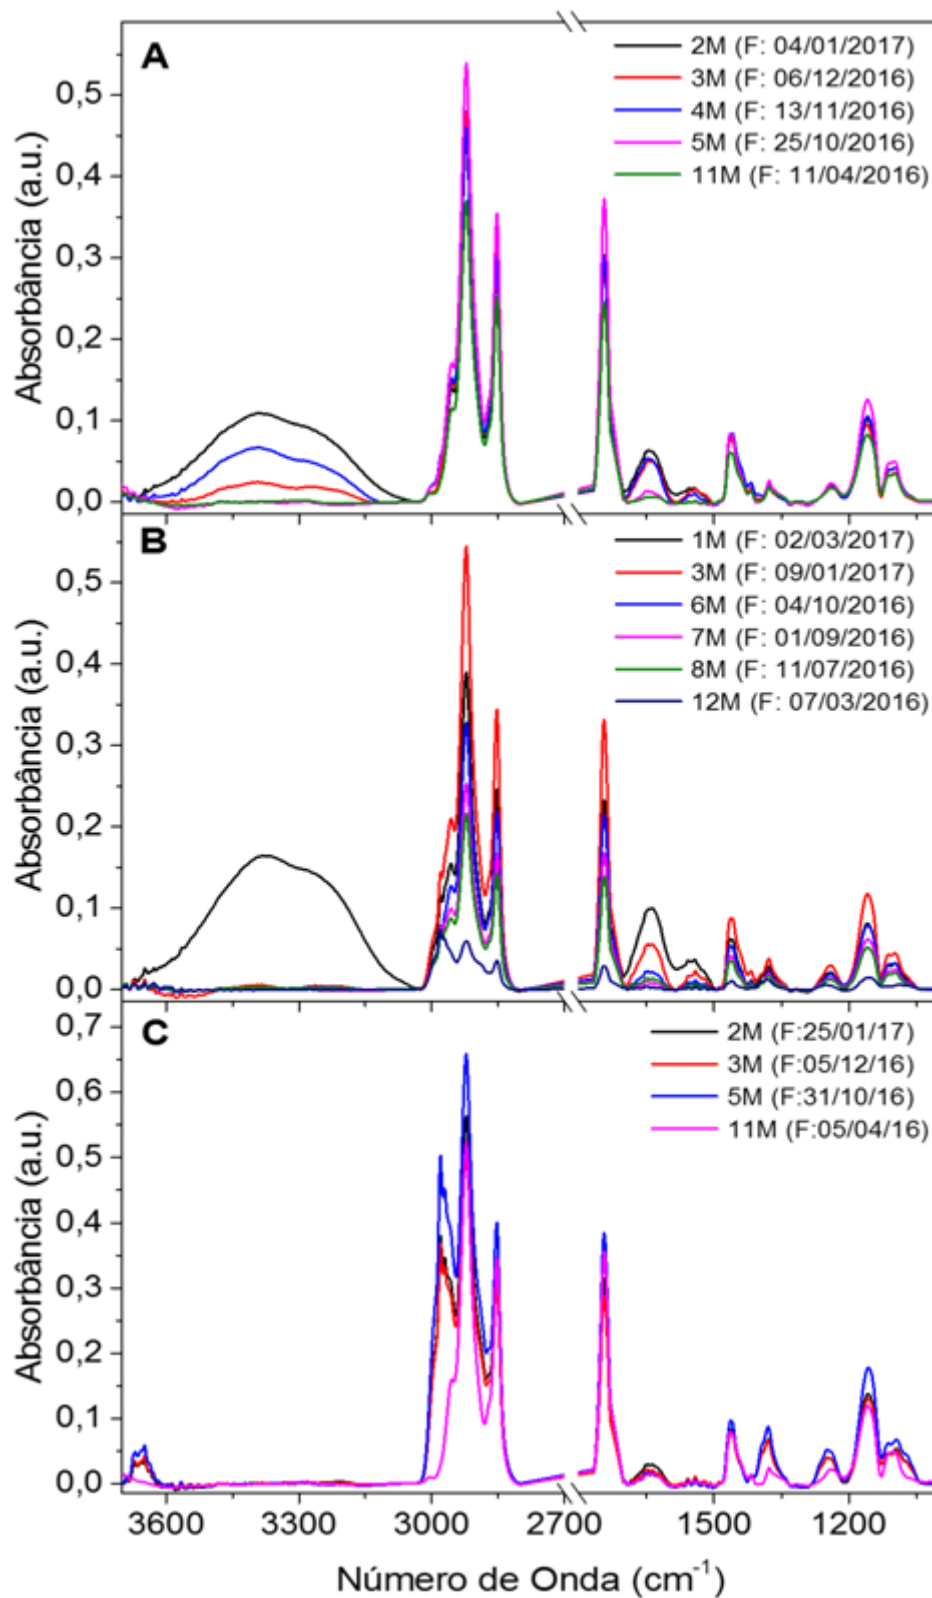 A
2M (F: 04/01/2017)
3M (F: 06/12/2016)
4M (F: 13/11/2016)
5M (F: 25/10/2016)
11M (F: 11/04/2016)
0,5
0,4
0,3
0,2
0,1
0,0
Absorbância (a.u.)
B
1M (F: 02/03/2017)
3M (F: 09/01/2017)
6M (F: 04/10/2016)
7M (F: 01/09/2016)
8M (F: 11/07/2016)
12M (F: 07/03/2016)
0,5
0,4
0,3
0,2
0,1
0,0
Absorbância (a.u.)
C
2M (F:25/01/17)
3M (F:05/12/16)
5M (F:31/10/16)
11M (F:05/04/16)
0,7
0,6
0,5
0,4
0,3
0,2
0,1
0,0
Absorbância (a.u.)
3600 3300 3000 2700 1500 1200
Número de Onda (cm⁻¹)